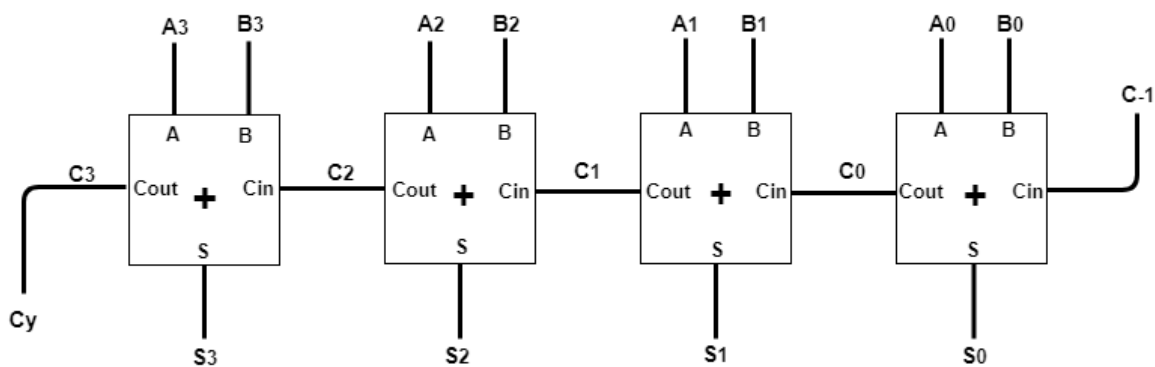 A3 B3 A2 B2 A1 B1 A0 B0
C-1
A B A B A B A B
C3 Cout + Cin C2 Cout + Cin C1 Cout + Cin C0 Cout + Cin
S S S S
Cy
S3 S2 S1 S0